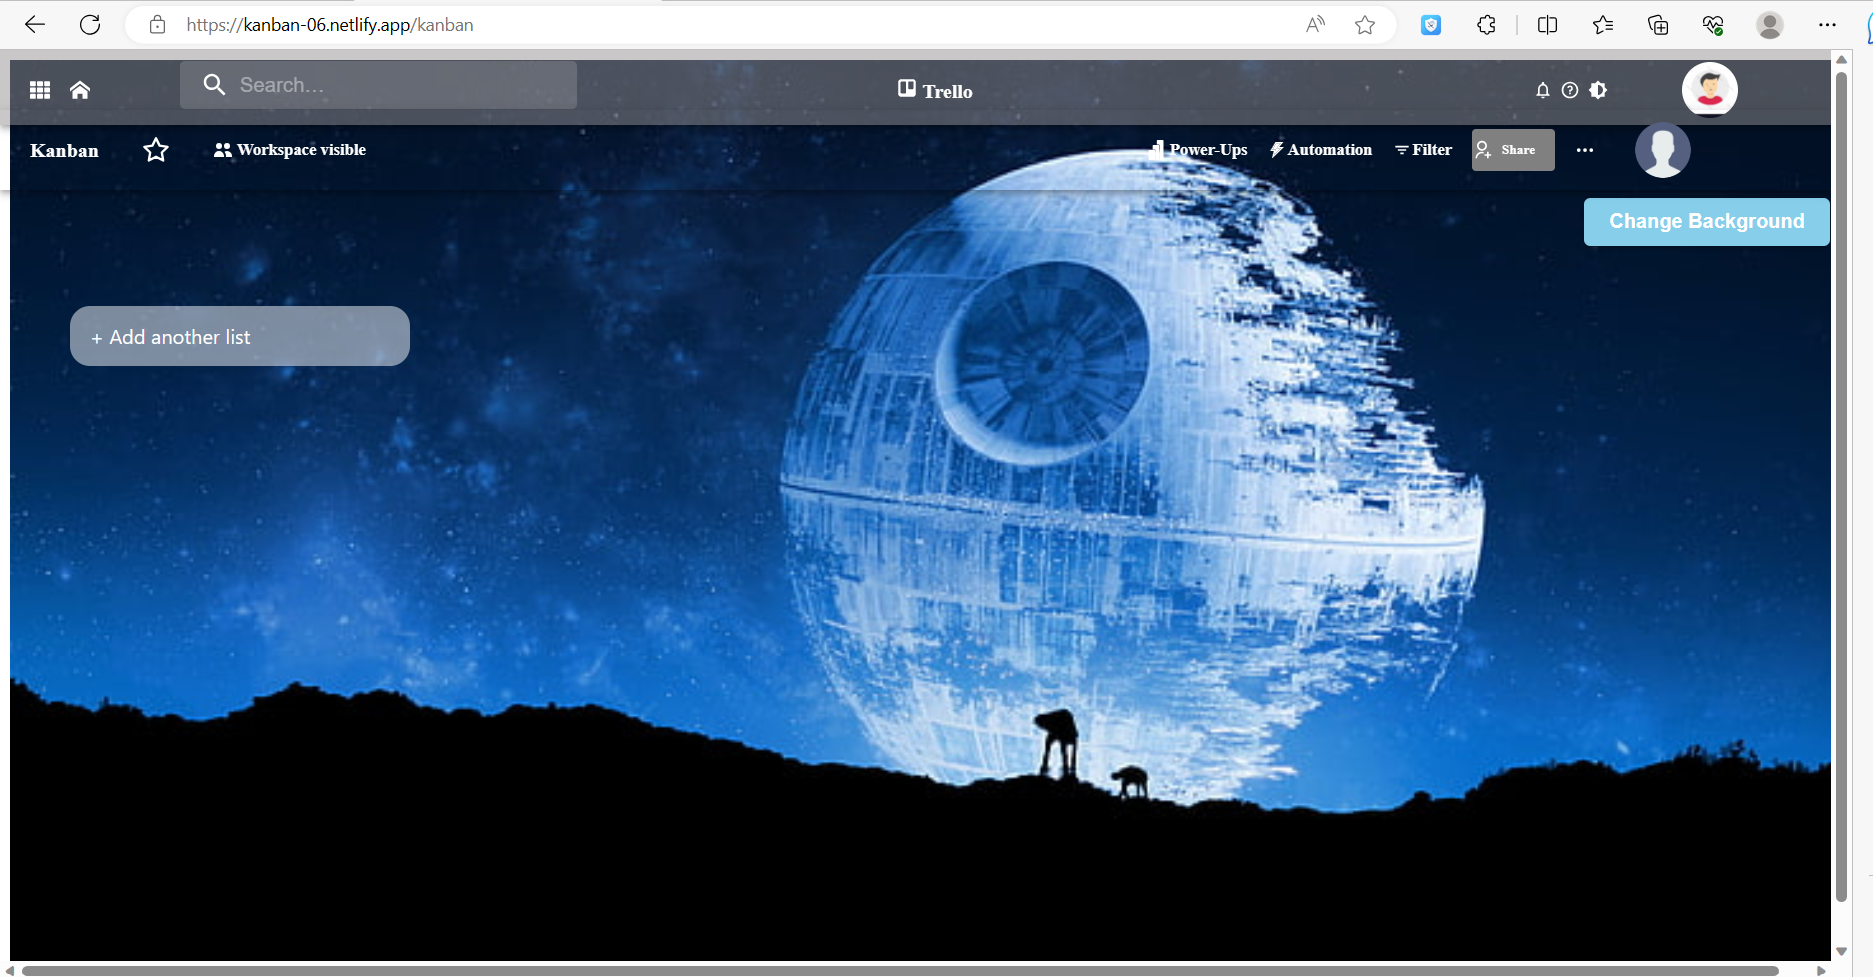 https://kanban-06.netlify.app/kanban
Search...
Trello
Kanban
Workspace visible
Power-Ups
Automation
Filter
Share
Change Background
+ Add another list